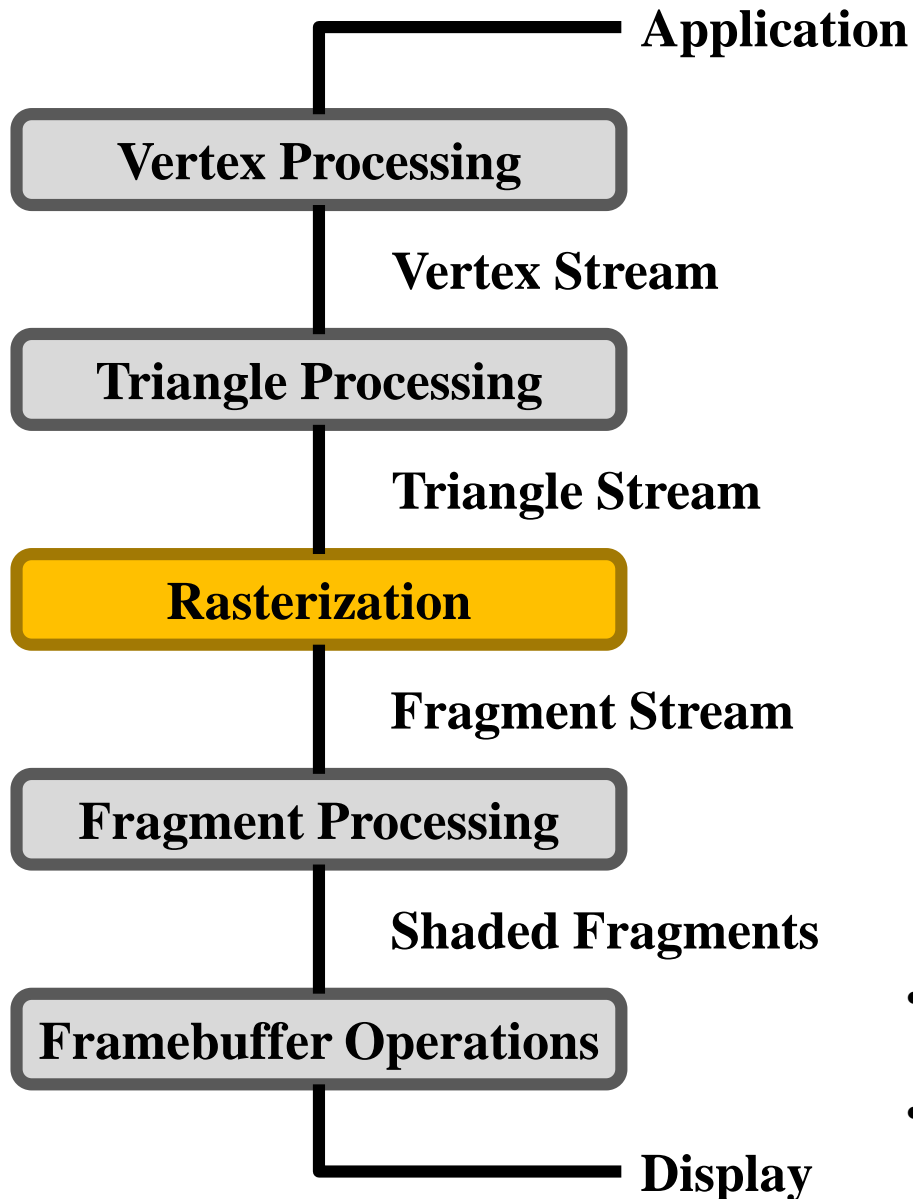 Application
Vertex Processing
Vertex Stream
Triangle Processing
Triangle Stream
Rasterization
Fragment Stream
Fragment Processing
Shaded Fragments
Framebuffer Operations
Display